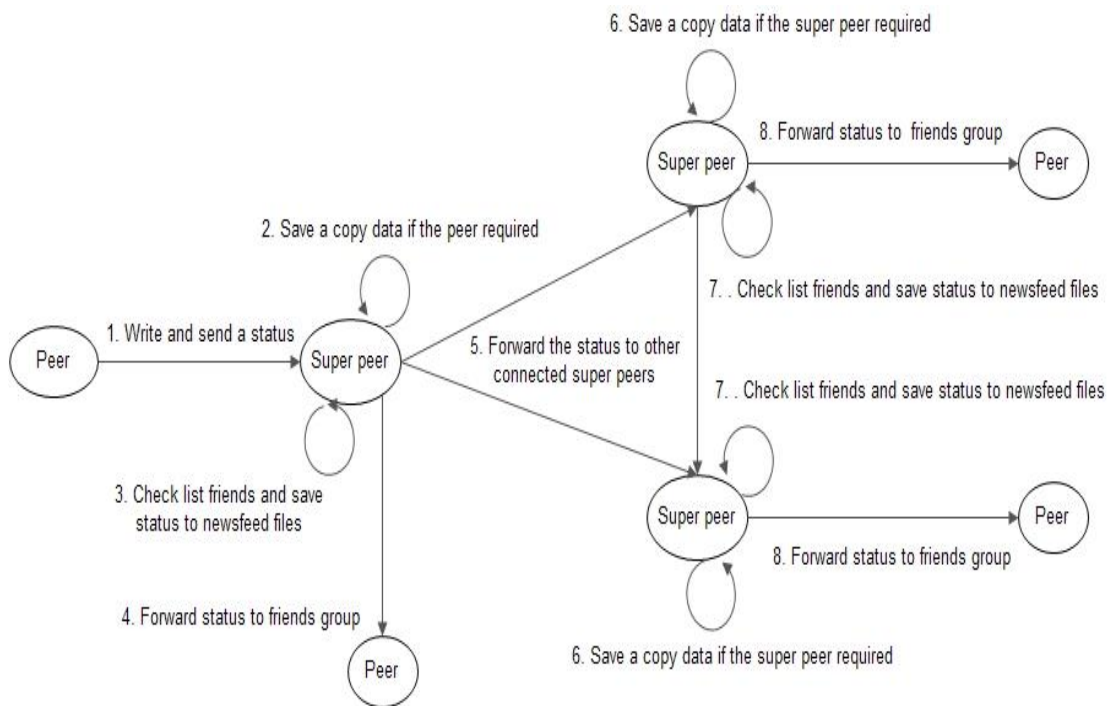 6. Save a copy data if the super peer required
Super peer
8. Forward status to friends group
Peer
2. Save a copy data if the peer required
7. . Check list friends and save status to newsfeed files
1. Write and send a status
Peer
Super peer
5. Forward the status to other
connected super peers
7. . Check list friends and save status to newsfeed files
3. Check list friends and save
status to newsfeed files
Super peer
Peer
8. Forward status to friends group
4. Forward status to friends group
Peer
6. Save a copy data if the super peer required